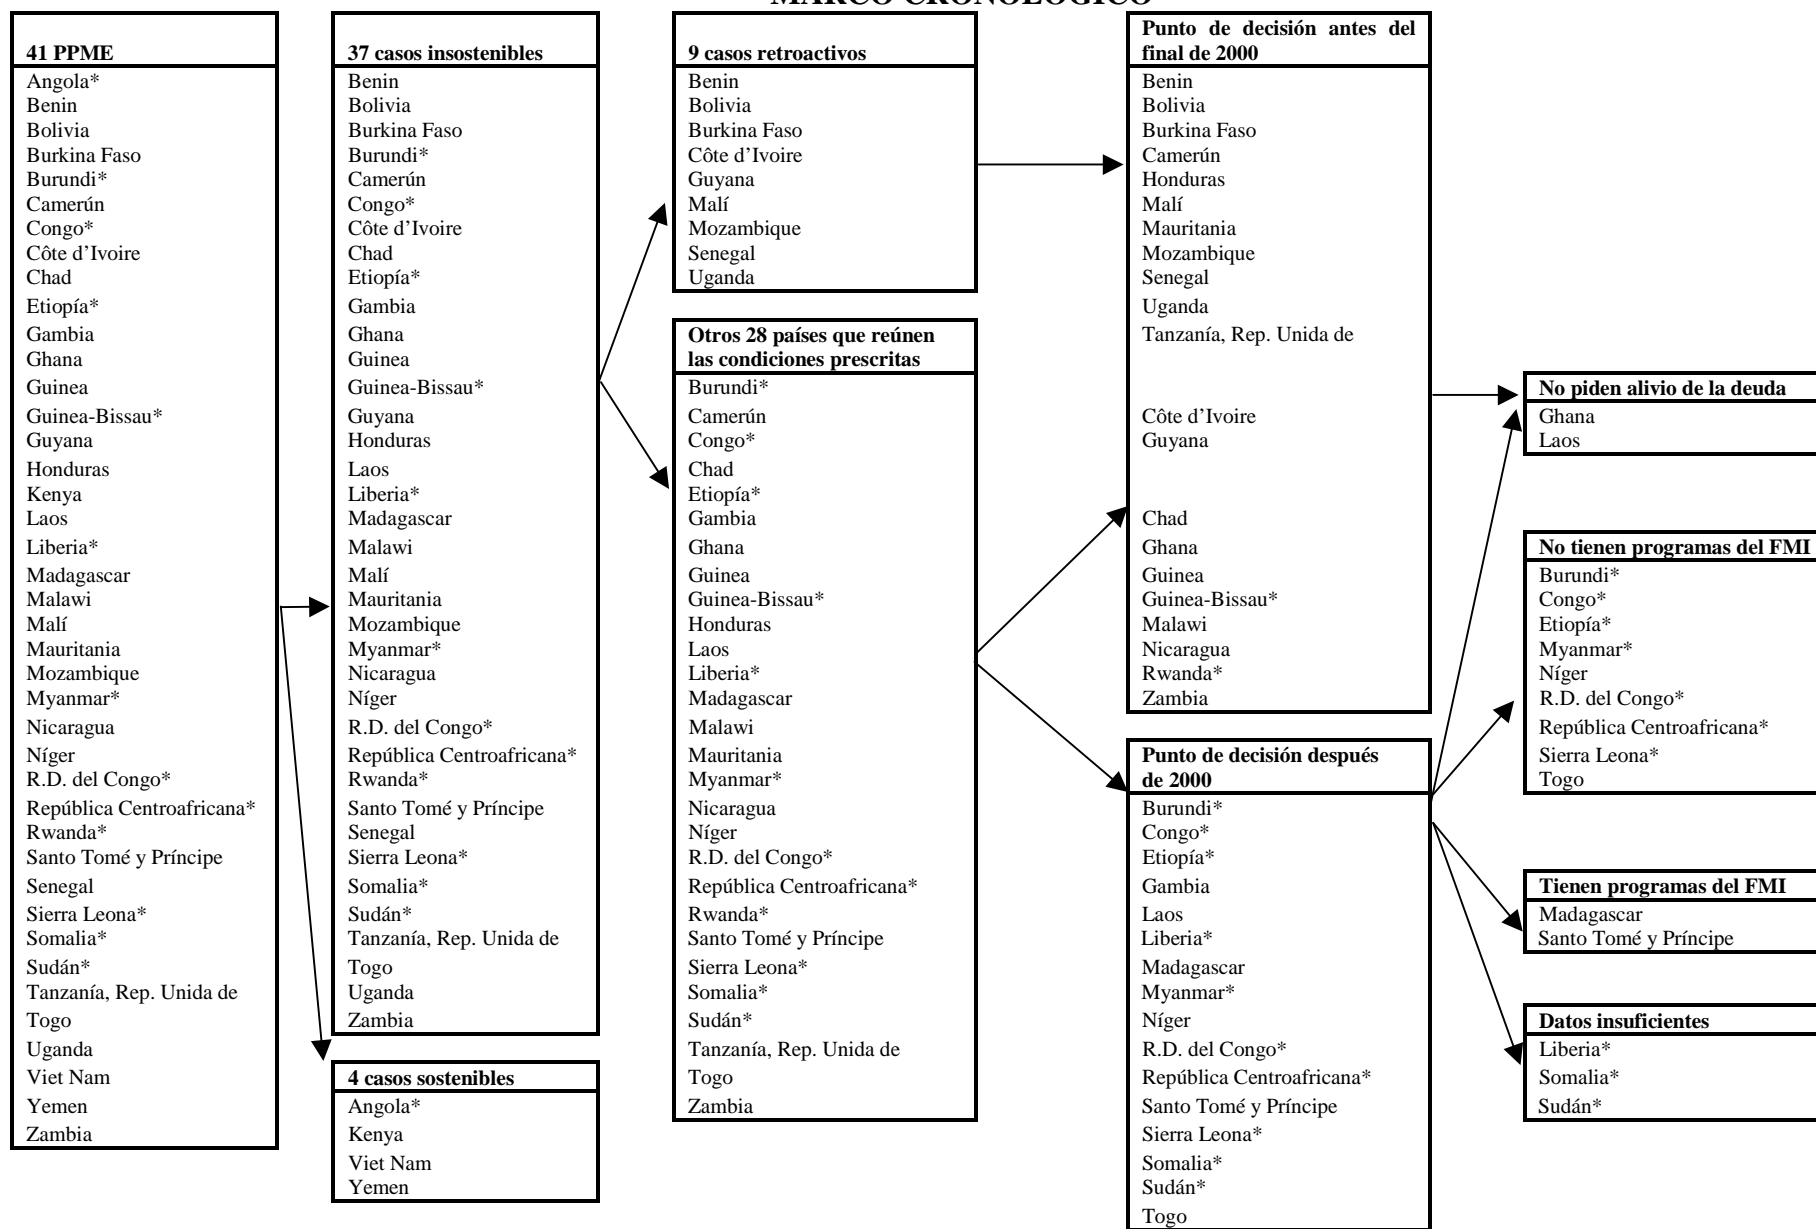 MARCO CRONOLÓGICO
41 PPME
Angola*
Benin
Bolivia
Burkina Faso
Burundi*
Camerún
Congo*
Côte d’Ivoire
Chad
Etiopía*
Gambia
Ghana
Guinea
Guinea-Bissau*
Guyana
Honduras
Kenya
Laos
Liberia*
Madagascar
Malawi
Malí
Mauritania
Mozambique
Myanmar*
Nicaragua
Níger
R.D. del Congo*
República Centroafricana*
Rwanda*
Santo Tomé y Príncipe
Senegal
Sierra Leona*
Somalia*
Sudán*
Tanzanía, Rep. Unida de
Togo
Uganda
Viet Nam
Yemen
Zambia
37 casos insostenibles
Benin
Bolivia
Burkina Faso
Burundi*
Camerún
Congo*
Côte d’Ivoire
Chad
Etiopía*
Gambia
Ghana
Guinea
Guinea-Bissau*
Guyana
Honduras
Laos
Liberia*
Madagascar
Malawi
Malí
Mauritania
Mozambique
Myanmar*
Nicaragua
Níger
R.D. del Congo*
República Centroafricana*
Rwanda*
Santo Tomé y Príncipe
Senegal
Sierra Leona*
Somalia*
Sudán*
Tanzanía, Rep. Unida de
Togo
Uganda
Zambia
4 casos sostenibles
Angola*
Kenya
Viet Nam
Yemen
9 casos retroactivos
Benin
Bolivia
Burkina Faso
Côte d’Ivoire
Guyana
Malí
Mozambique
Senegal
Uganda
Otros 28 países que reúnen
las condiciones prescritas
Burundi*
Camerún
Congo*
Chad
Etiopía*
Gambia
Ghana
Guinea
Guinea-Bissau*
Honduras
Laos
Liberia*
Madagascar
Malawi
Mauritania
Myanmar*
Nicaragua
Níger
R.D. del Congo*
República Centroafricana*
Rwanda*
Santo Tomé y Príncipe
Sierra Leona*
Somalia*
Sudán*
Tanzanía, Rep. Unida de
Togo
Zambia
Punto de decisión antes del
final de 2000
Benin
Bolivia
Burkina Faso
Camerún
Honduras
Malí
Mauritania
Mozambique
Senegal
Uganda
Tanzanía, Rep. Unida de
Côte d’Ivoire
Guyana
Chad
Ghana
Guinea
Guinea-Bissau*
Malawi
Nicaragua
Rwanda*
Zambia
Punto de decisión después
de 2000
Burundi*
Congo*
Etiopía*
Gambia
Laos
Liberia*
Madagascar
Myanmar*
Níger
R.D. del Congo*
República Centroafricana*
Santo Tomé y Príncipe
Sierra Leona*
Somalia*
Sudán*
Togo
No piden alivio de la deuda
Ghana
Laos
No tienen programas del FMI
Burundi*
Congo*
Etiopía*
Myanmar*
Níger
R.D. del Congo*
República Centroafricana*
Sierra Leona*
Togo
Tienen programas del FMI
Madagascar
Santo Tomé y Príncipe
Datos insuficientes
Liberia*
Somalia*
Sudán*